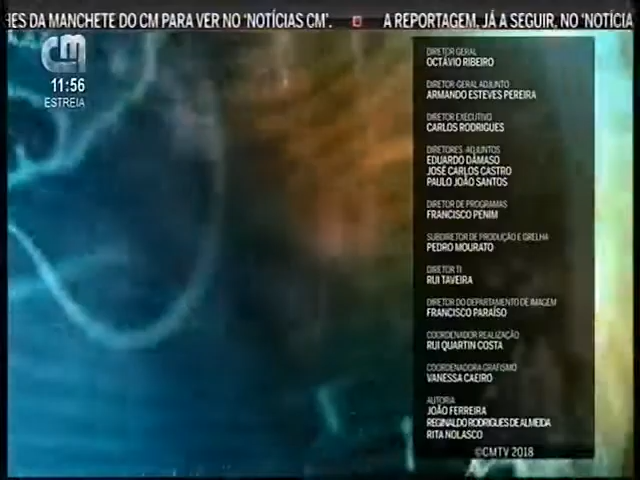 HES DA MANCHETE DO CM PARA VER NO 'NOTÍCIAS CM'. A REPORTAGEM, JÁ A SEGUIR, NO 'NOTÍCIA
CM
11:56
ESTREIA
DIRETOR GERAL
OCTÁVIO RIBEIRO
DIRETOR-GERAL ADJUNTO
ARMANDO ESTEVES PEREIRA
DIRETOR EXECUTIVO
CARLOS RODRIGUES
DIRETORES-ADJUNTOS
EDUARDO DÂMASO
JOSÉ CARLOS CASTRO
PAULO JOÃO SANTOS
DIRETOR DE PROGRAMAS
FRANCISCO PENIM
SUBDIRETOR DE PRODUÇÃO E GRELHA
PEDRO MOURATO
DIRETOR TI
RUI TAVEIRA
DIRETOR DO DEPARTAMENTO DE IMAGEM
FRANCISCO PARAÍSO
COORDENADOR REALIZAÇÃO
RUI QUARTIN COSTA
COORDENADORA GRAFISMO
VANESSA CAEIRO
AUTORIA
JOÃO FERREIRA
REGINALDO RODRIGUES DE ALMEIDA
RITA NOLASCO
©CMTV 2018